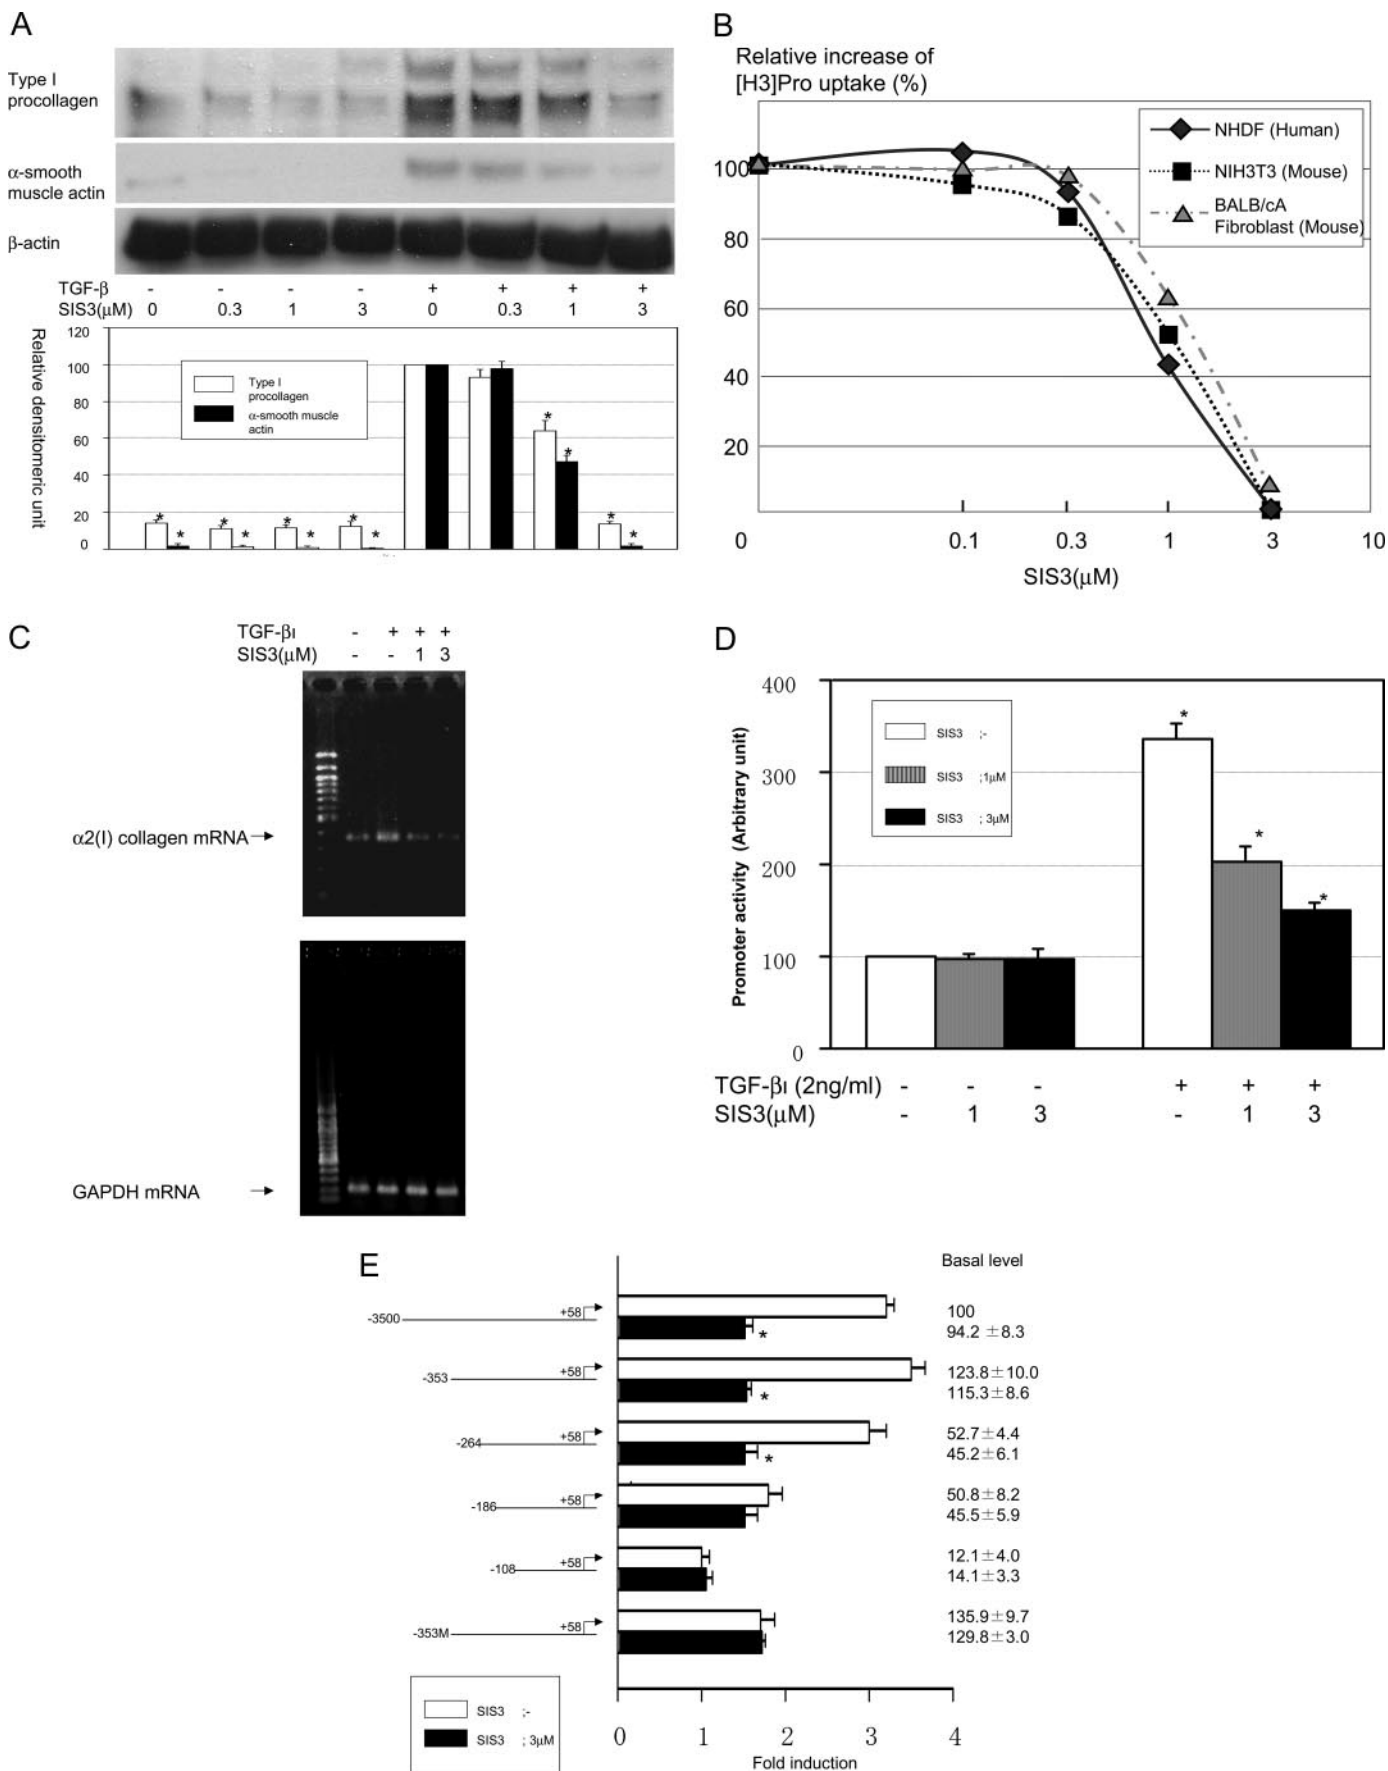 A
Type I
procollagen
α-smooth
muscle actin
β-actin
TGF-β - - - - + + + +
SIS3(μM) 0 0.3 1 3 0 0.3 1 3
Relative densitomeric unit
120
100
80
60
40
20
0
Type I
procollagen
α-smooth muscle
actin
* * * * * * * * * * * *
B
Relative increase of
[H3]Pro uptake (%)
NHDF (Human)
NIH3T3 (Mouse)
BALB/cA
Fibroblast (Mouse)
100
80
60
40
20
0 0.1 0.3 1 3 10
SIS3(μM)
C
TGF-βI - + + +
SIS3(μM) - - 1 3
α2(I) collagen mRNA
GAPDH mRNA
D
Promoter activity (Arbitrary unit)
400
300
200
100
0
SIS3 ;-
SIS3 ;1μM
SIS3 ; 3μM
* * *
TGF-βI (2ng/ml) - - - + + +
SIS3(μM) - 1 3 - 1 3
E
Basal level
-3500 +58 100
* 94.2 ±8.3
-353 +58 123.8±10.0
* 115.3±8.6
-264 +58 52.7±4.4
* 45.2±6.1
-186 +58 50.8±8.2
45.5±5.9
-108 +58 12.1±4.0
14.1±3.3
-353M +58 135.9±9.7
129.8±3.0
SIS3 ;-
SIS3 ; 3μM
0 1 2 3 4
Fold induction